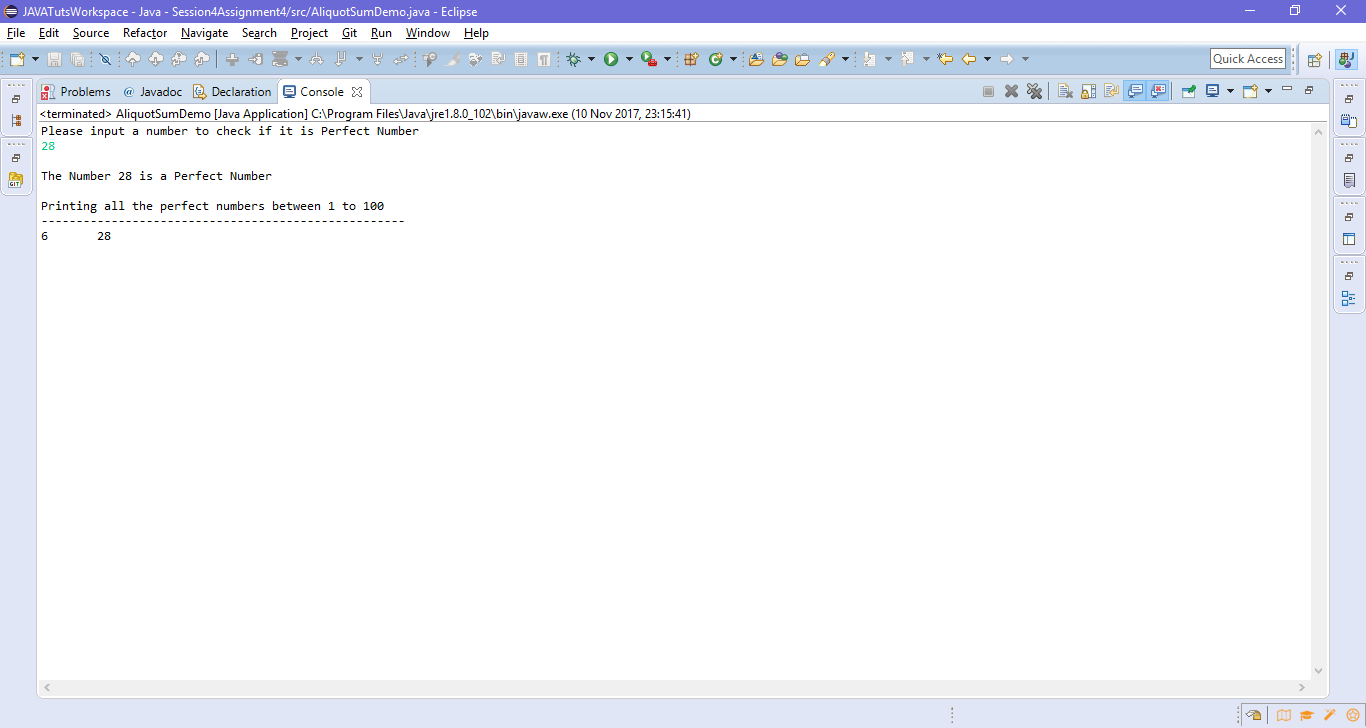 JAVATutsWorkspace - Java - Session4Assignment4/src/AliquotSumDemo.java - Eclipse
File Edit Source Refactor Navigate Search Project Git Run Window Help
Quick Access
Problems @ Javadoc Declaration Console
<terminated> AliquotSumDemo [Java Application] C:\Program Files\Java\jre1.8.0_102\bin\javaw.exe (10 Nov 2017, 23:15:41)
Please input a number to check if it is Perfect Number
28
The Number 28 is a Perfect Number
Printing all the perfect numbers between 1 to 100
----------------------------------------------------
6 28
GIT